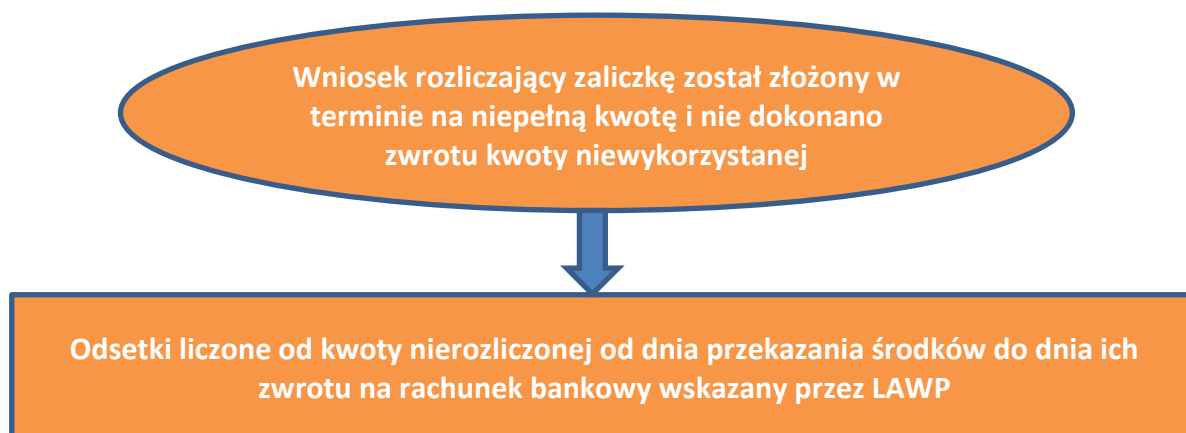 Wniosek rozliczający zaliczkę został złożony w
terminie na niepełną kwotę i nie dokonano
zwrotu kwoty niewykorzystanej
Odsetki liczone od kwoty nierozliczonej od dnia przekazania środków do dnia ich
zwrotu na rachunek bankowy wskazany przez LAWP